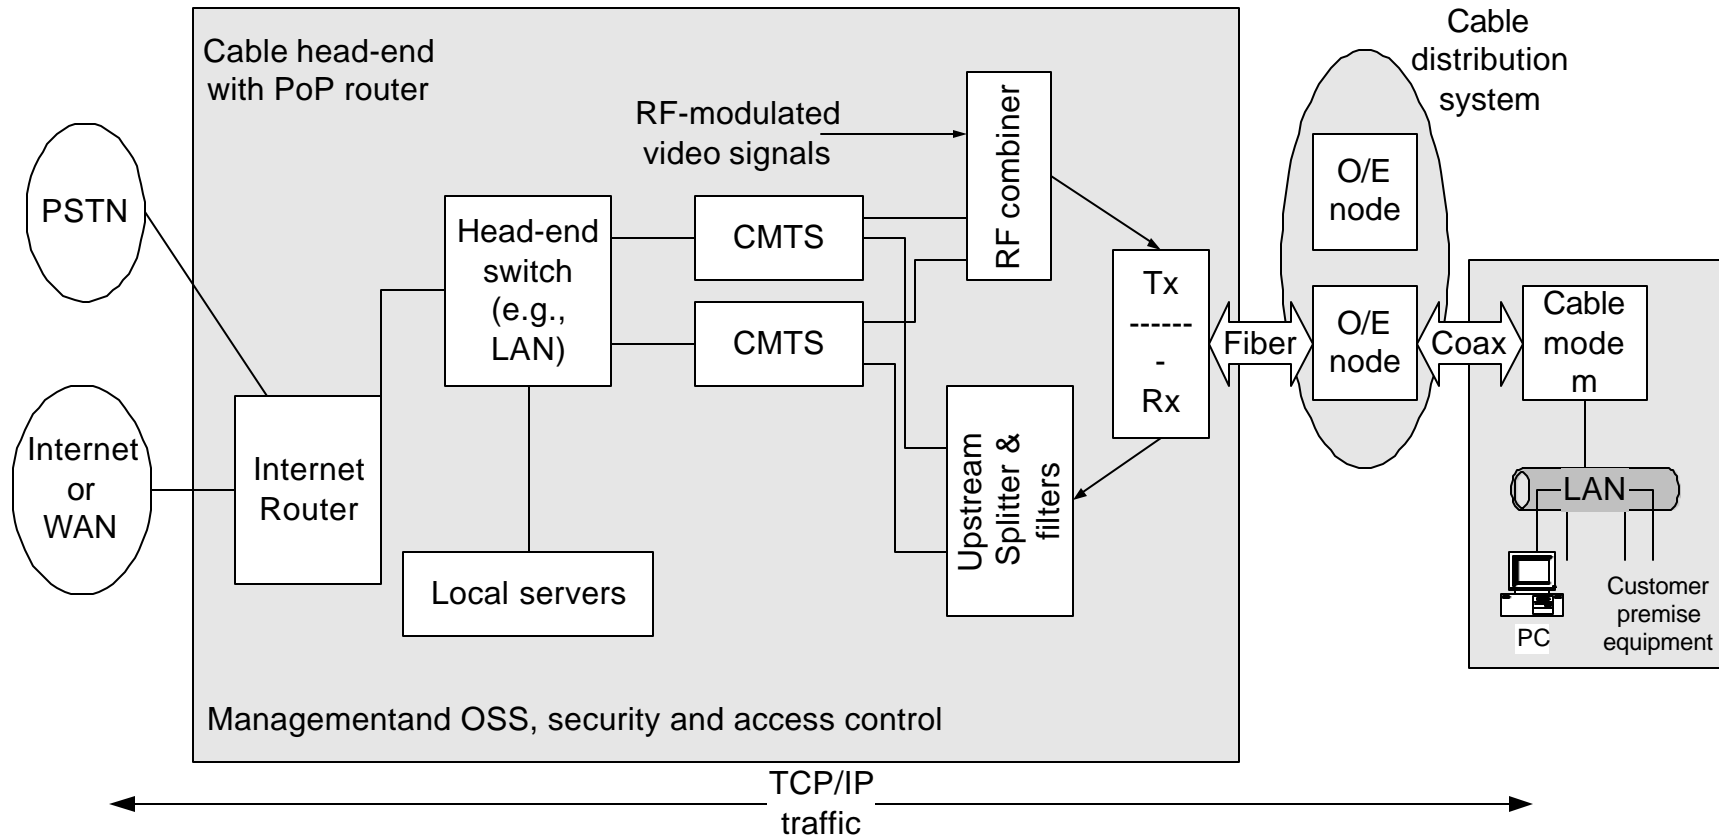 Cable head-end
with PoP router
PSTN
Internet
or
WAN
Internet
Router
Head-end
switch
(e.g.,
LAN)
Local servers
CMTS
CMTS
RF-modulated
video signals
RF combiner
Upstream
Splitter &
filters
Tx
------
-
Rx
Fiber
Cable
distribution
system
O/E
node
O/E
node
Coax
Cable
mode
m
LAN
PC
Customer
premise
equipment
Managementand OSS, security and access control
TCP/IP
traffic